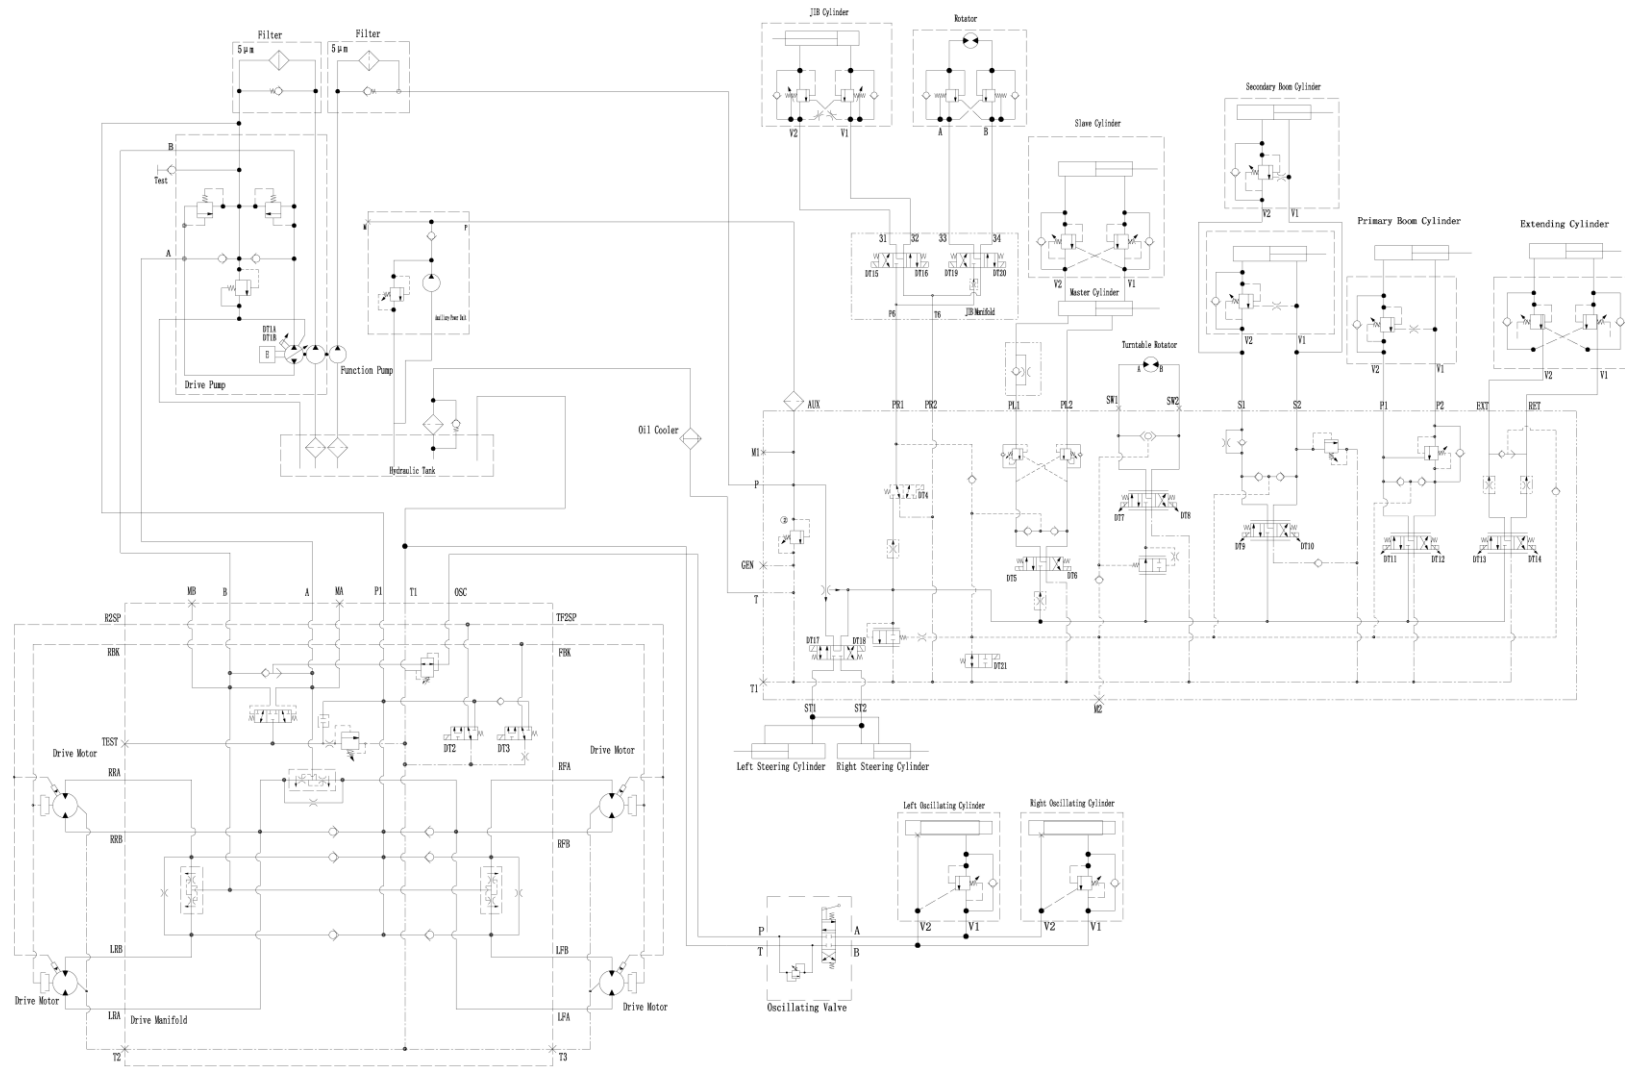 JIB Cylinder
Rotator
Filter
Filter
5μm
5μm
Secondary Boom Cylinder
Slave Cylinder
V2
V1
A
B
B
Test
A
M
P
Primary Boom Cylinder
Extending Cylinder
V2
V1
31
32
33
34
DT15
DT16
DT19
DT20
V2
V1
Master Cylinder
P6
T6
JIB Manifold
Auxiliary Power Unit
DT1A
DT1B
E
Drive Pump
Function Pump
Turntable Rotator
A
B
V2
V1
V2
V1
V2
V1
Oil Cooler
Hydraulic Tank
AUX
PR1
PR2
PL1
PL2
SW1
SW2
S1
S2
P1
P2
EXT
RET
M1
P
DT4
DT7
DT8
DT9
DT10
DT11
DT12
DT13
DT14
GEN
T
DT5
DT6
DT17
DT18
DT21
T1
M2
ST1
ST2
Left Steering Cylinder
Right Steering Cylinder
MB
B
A
MA
P1
T1
OSC
R2SP
TF2SP
RBK
FBK
TEST
DT2
DT3
Drive Motor
Drive Motor
RRA
RFA
RRB
RFB
LRB
LFB
Drive Motor
Drive Motor
LRA
LFA
Drive Manifold
T2
T3
Left Oscillating Cylinder
Right Oscillating Cylinder
V2
V1
V2
V1
P
A
T
B
Oscillating Valve